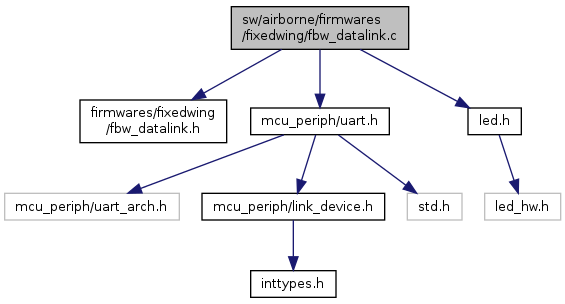 sw/airborne/firmwares
/fixedwing/fbw_datalink.c
firmwares/fixedwing
/fbw_datalink.h
mcu_periph/uart.h
led.h
mcu_periph/uart_arch.h
mcu_periph/link_device.h
std.h
led_hw.h
inttypes.h